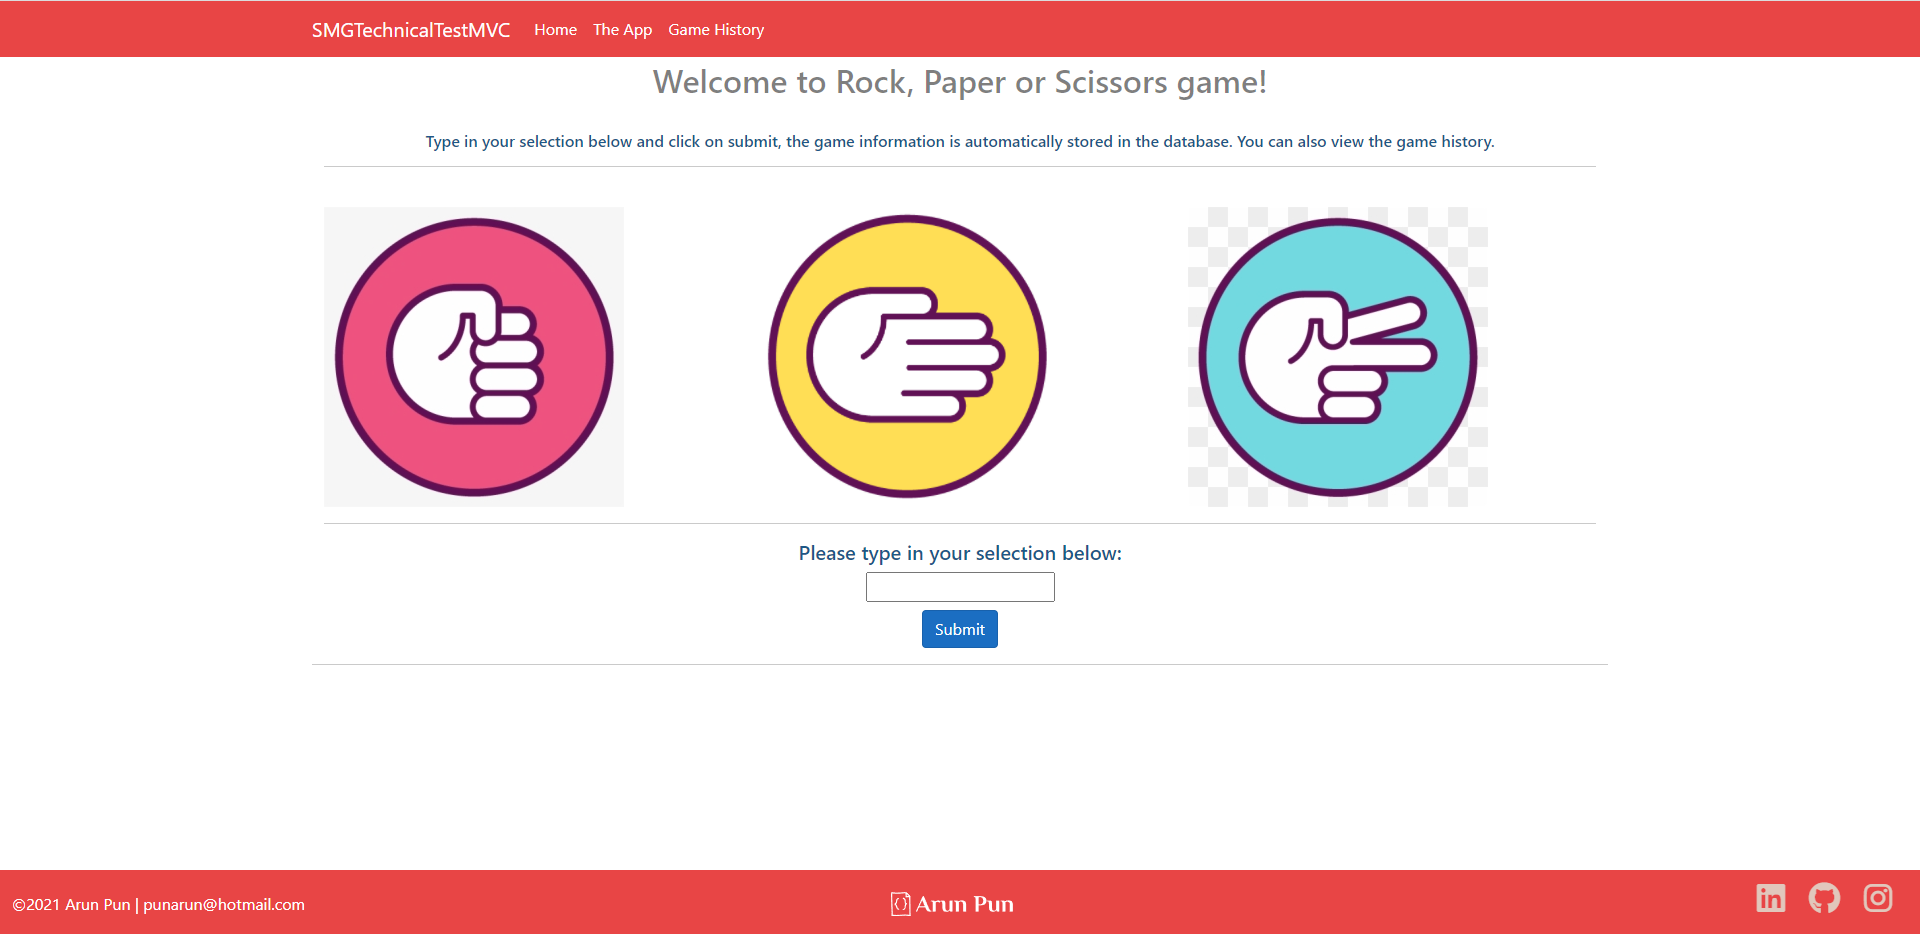 SMGTechnicalTestMVC Home The App Game History
Welcome to Rock, Paper or Scissors game!
Type in your selection below and click on submit, the game information is automatically stored in the database. You can also view the game history.
Please type in your selection below:
Submit
©2021 Arun Pun | punarun@hotmail.com
Arun Pun
in